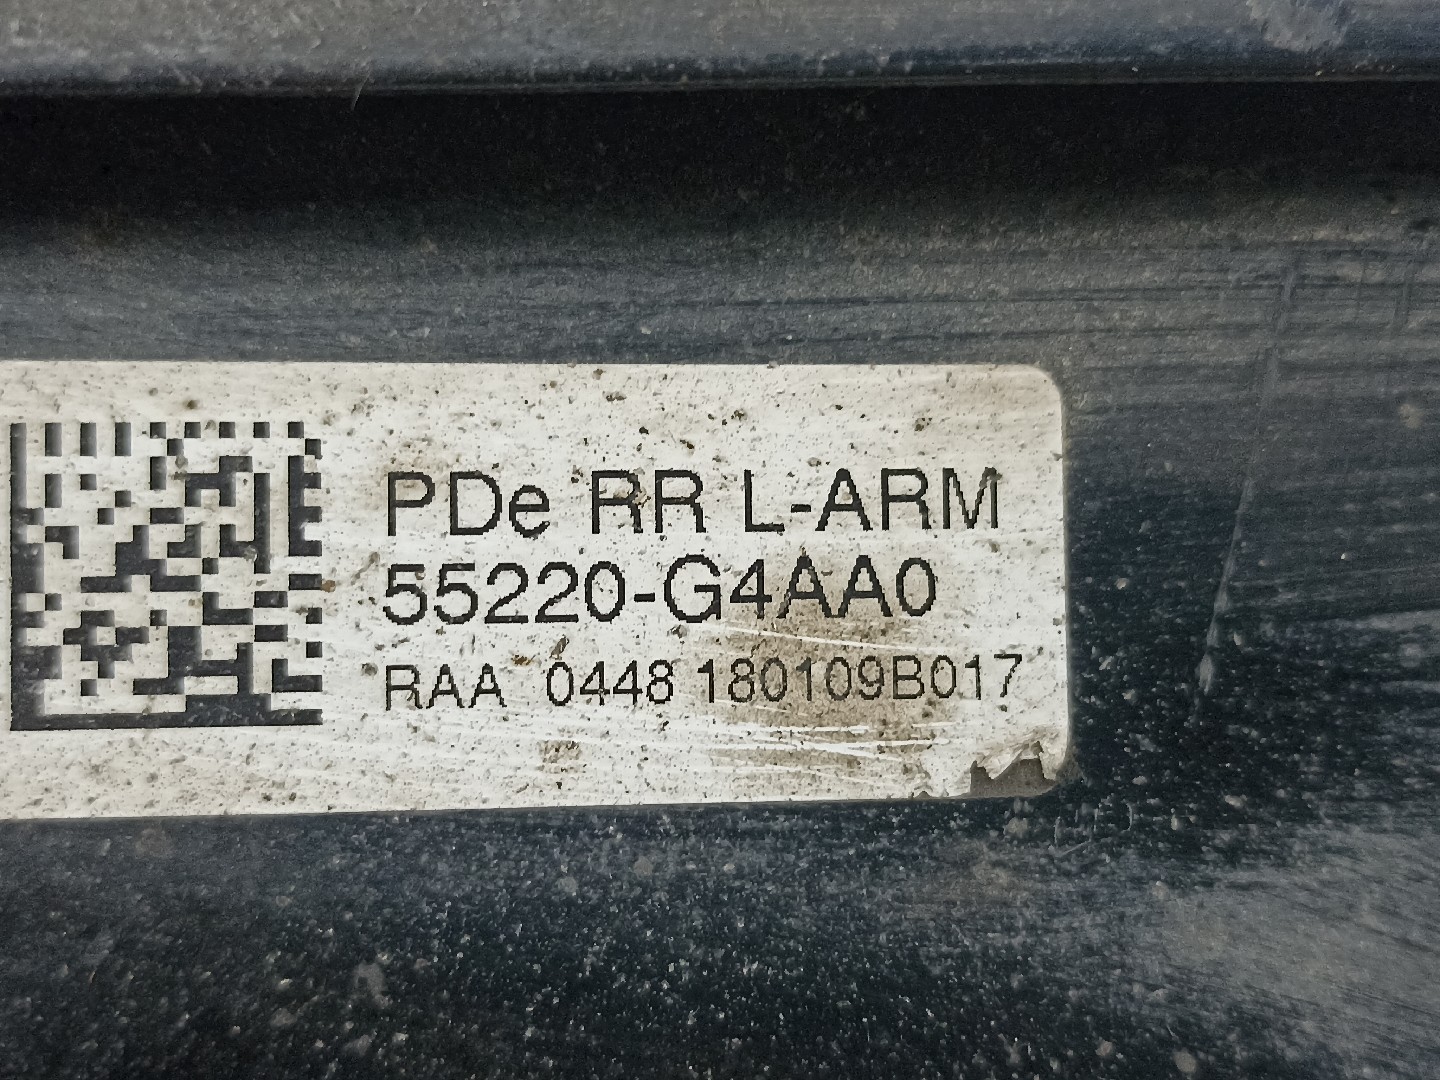 PDe RR L-ARM
55220-G4AA0
RAA 0448 180109B017